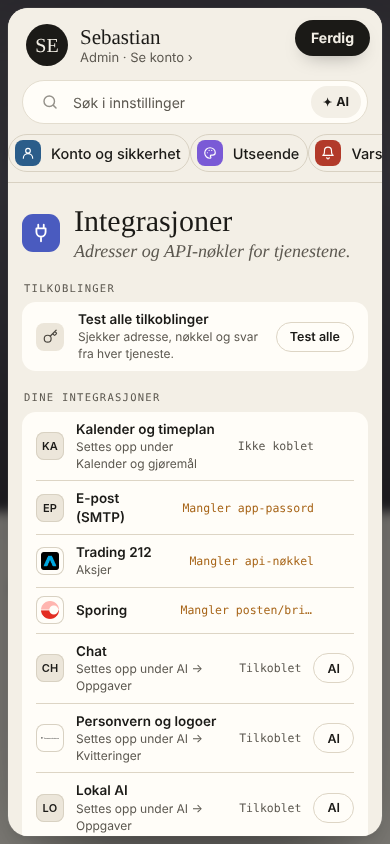 SE
Sebastian
Admin · Se konto ›
Ferdig
Søk i innstillinger
✦ AI
Konto og sikkerhet
Utseende
Vars
Integrasjoner
Adresser og API-nøkler for tjenestene.
TILKOBLINGER
Test alle tilkoblinger
Sjekker adresse, nøkkel og svar
fra hver tjeneste.
Test alle
DINE INTEGRASJONER
KA
Kalender og timeplan
Settes opp under
Kalender og gjøremål
Ikke koblet
EP
E-post
(SMTP)
Mangler app-passord
Trading 212
Aksjer
Mangler api-nøkkel
Sporing
Mangler posten/bri…
CH
Chat
Settes opp under AI →
Oppgaver
Tilkoblet
AI
Personvern og logoer
Settes opp under AI →
Kvitteringer
Tilkoblet
AI
LO
Lokal AI
Settes opp under AI →
Oppgaver
Tilkoblet
AI